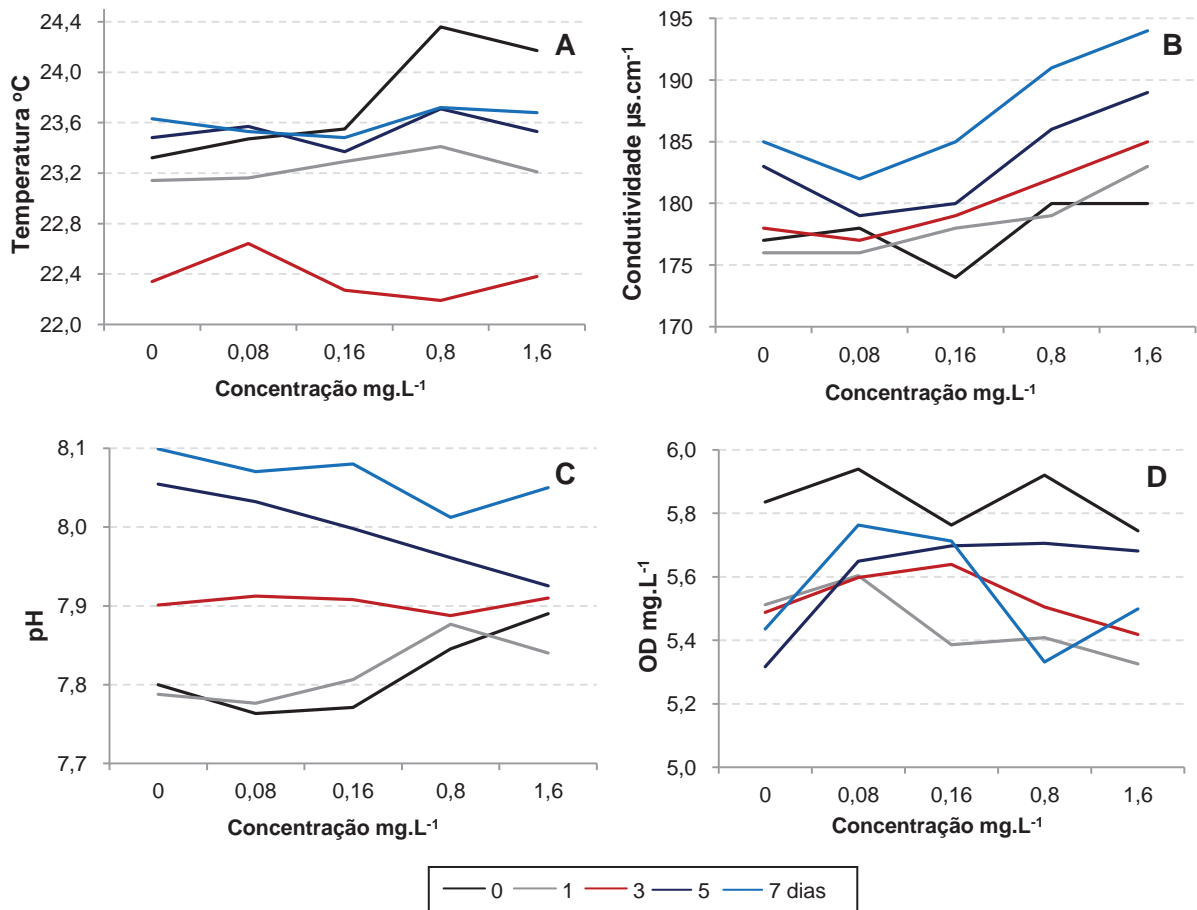 A
Temperatura ºC
24,4
24,0
23,6
23,2
22,8
22,4
22,0
0 0,08 0,16 0,8 1,6
Concentração mg.L⁻¹
B
Condutividade µs.cm⁻¹
195
190
185
180
175
170
0 0,08 0,16 0,8 1,6
Concentração mg.L⁻¹
C
pH
8,1
8,0
7,9
7,8
7,7
0 0,08 0,16 0,8 1,6
Concentração mg.L⁻¹
D
OD mg.L⁻¹
6,0
5,8
5,6
5,4
5,2
5,0
0 0,08 0,16 0,8 1,6
Concentração mg.L⁻¹
0 1 3 5 7 dias